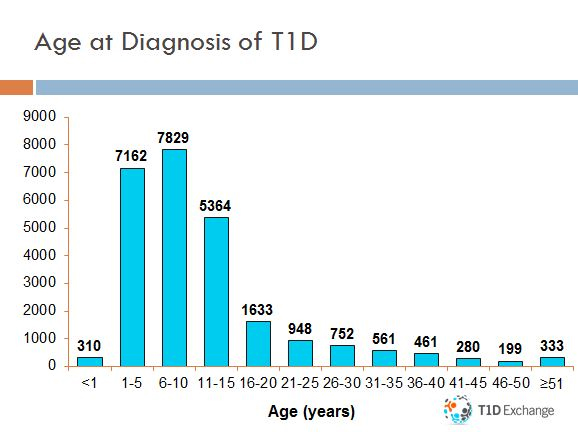 Age at Diagnosis of T1D
9000
8000
7000
6000
5000
4000
3000
2000
1000
0
310 7162 7829 5364 1633 948 752 561 461 280 199 333
<1 1-5 6-10 11-15 16-20 21-25 26-30 31-35 36-40 41-45 46-50 ≥51
Age (years)
T1D Exchange